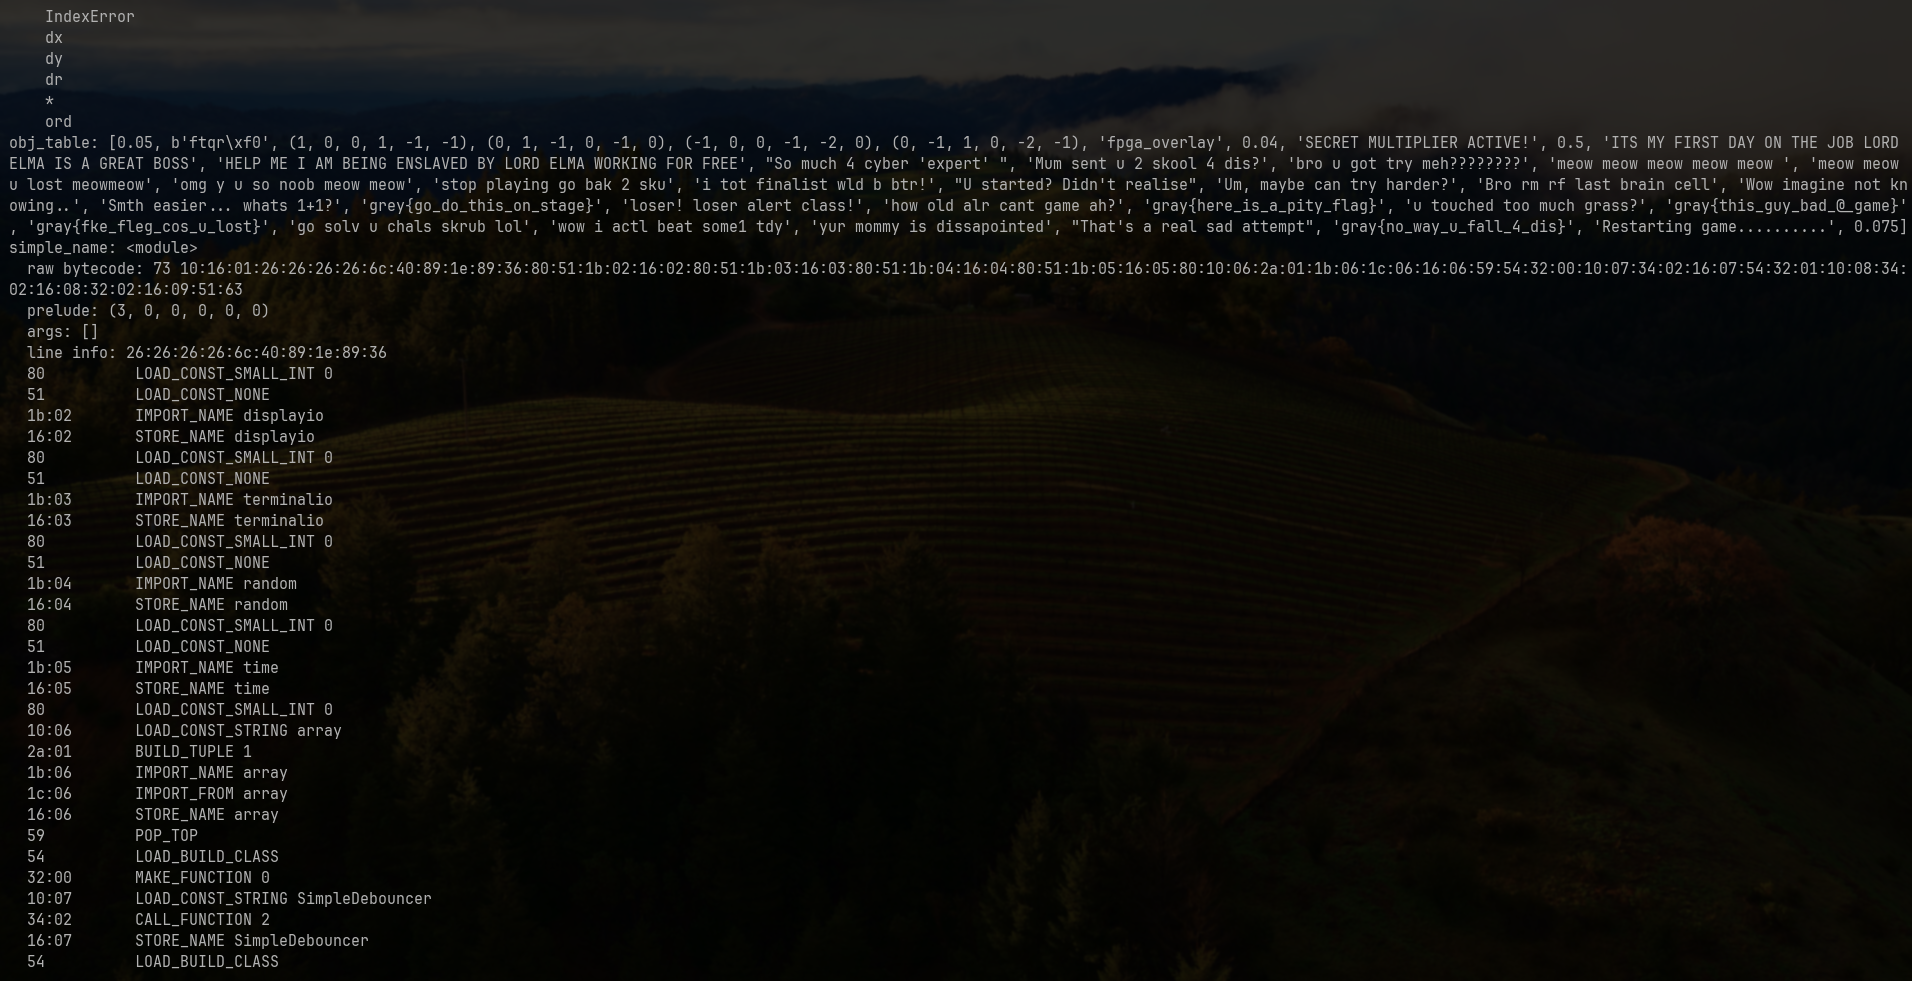 IndexError
dx
dy
dr
*
ord
obj_table: [0.05, b'ftqr\xf0', (1, 0, 0, 1, -1, -1), (0, 1, -1, 0, -1, 0), (-1, 0, 0, -1, -2, 0), (0, -1, 1, 0, -2, -1), 'fpga_overlay', 0.04, 'SECRET MULTIPLIER ACTIVE!', 0.5, 'ITS MY FIRST DAY ON THE JOB LORD
ELMA IS A GREAT BOSS', 'HELP ME I AM BEING ENSLAVED BY LORD ELMA WORKING FOR FREE', "So much 4 cyber 'expert' ", 'Mum sent u 2 skool 4 dis?', 'bro u got try meh????????', 'meow meow meow meow meow ', 'meow meow
u lost meowmeow', 'omg y u so noob meow meow', 'stop playing go bak 2 sku', 'i tot finalist wld b btr!', "U started? Didn't realise", 'Um, maybe can try harder?', 'Bro rm rf last brain cell', 'Wow imagine not kn
owing..', 'Smth easier... whats 1+1?', 'grey{go_do_this_on_stage}', 'loser! loser alert class!', 'how old alr cant game ah?', 'gray{here_is_a_pity_flag}', 'u touched too much grass?', 'gray{this_guy_bad_@_game}'
, 'gray{fke_fleg_cos_u_lost}', 'go solv u chals skrub lol', 'wow i actl beat some1 tdy', 'yur mommy is dissapointed', "That's a real sad attempt", 'gray{no_way_u_fall_4_dis}', 'Restarting game..........', 0.075]
simple_name: <module>
raw bytecode: 73 10:16:01:26:26:26:26:6c:40:89:1e:89:36:80:51:1b:02:16:02:80:51:1b:03:16:03:80:51:1b:04:16:04:80:51:1b:05:16:05:80:10:06:2a:01:1b:06:1c:06:16:06:59:54:32:00:10:07:34:02:16:07:54:32:01:10:08:34:
02:16:08:32:02:16:09:51:63
prelude: (3, 0, 0, 0, 0, 0)
args: []
line info: 26:26:26:26:6c:40:89:1e:89:36
80 LOAD_CONST_SMALL_INT 0
51 LOAD_CONST_NONE
1b:02 IMPORT_NAME displayio
16:02 STORE_NAME displayio
80 LOAD_CONST_SMALL_INT 0
51 LOAD_CONST_NONE
1b:03 IMPORT_NAME terminalio
16:03 STORE_NAME terminalio
80 LOAD_CONST_SMALL_INT 0
51 LOAD_CONST_NONE
1b:04 IMPORT_NAME random
16:04 STORE_NAME random
80 LOAD_CONST_SMALL_INT 0
51 LOAD_CONST_NONE
1b:05 IMPORT_NAME time
16:05 STORE_NAME time
80 LOAD_CONST_SMALL_INT 0
10:06 LOAD_CONST_STRING array
2a:01 BUILD_TUPLE 1
1b:06 IMPORT_NAME array
1c:06 IMPORT_FROM array
16:06 STORE_NAME array
59 POP_TOP
54 LOAD_BUILD_CLASS
32:00 MAKE_FUNCTION 0
10:07 LOAD_CONST_STRING SimpleDebouncer
34:02 CALL_FUNCTION 2
16:07 STORE_NAME SimpleDebouncer
54 LOAD_BUILD_CLASS